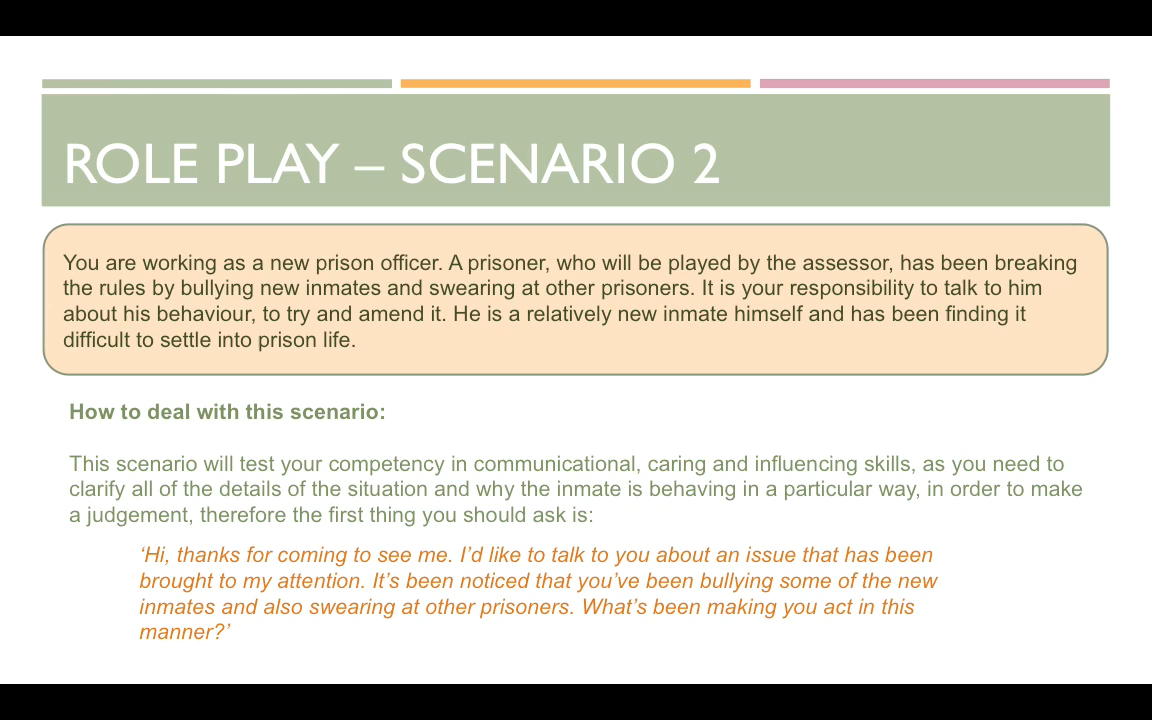 ROLE PLAY – SCENARIO 2
You are working as a new prison officer. A prisoner, who will be played by the assessor, has been breaking
the rules by bullying new inmates and swearing at other prisoners. It is your responsibility to talk to him
about his behaviour, to try and amend it. He is a relatively new inmate himself and has been finding it
difficult to settle into prison life.
How to deal with this scenario:
This scenario will test your competency in communicational, caring and influencing skills, as you need to
clarify all of the details of the situation and why the inmate is behaving in a particular way, in order to make
a judgement, therefore the first thing you should ask is:
‘Hi, thanks for coming to see me. I’d like to talk to you about an issue that has been
brought to my attention. It’s been noticed that you’ve been bullying some of the new
inmates and also swearing at other prisoners. What’s been making you act in this
manner?’